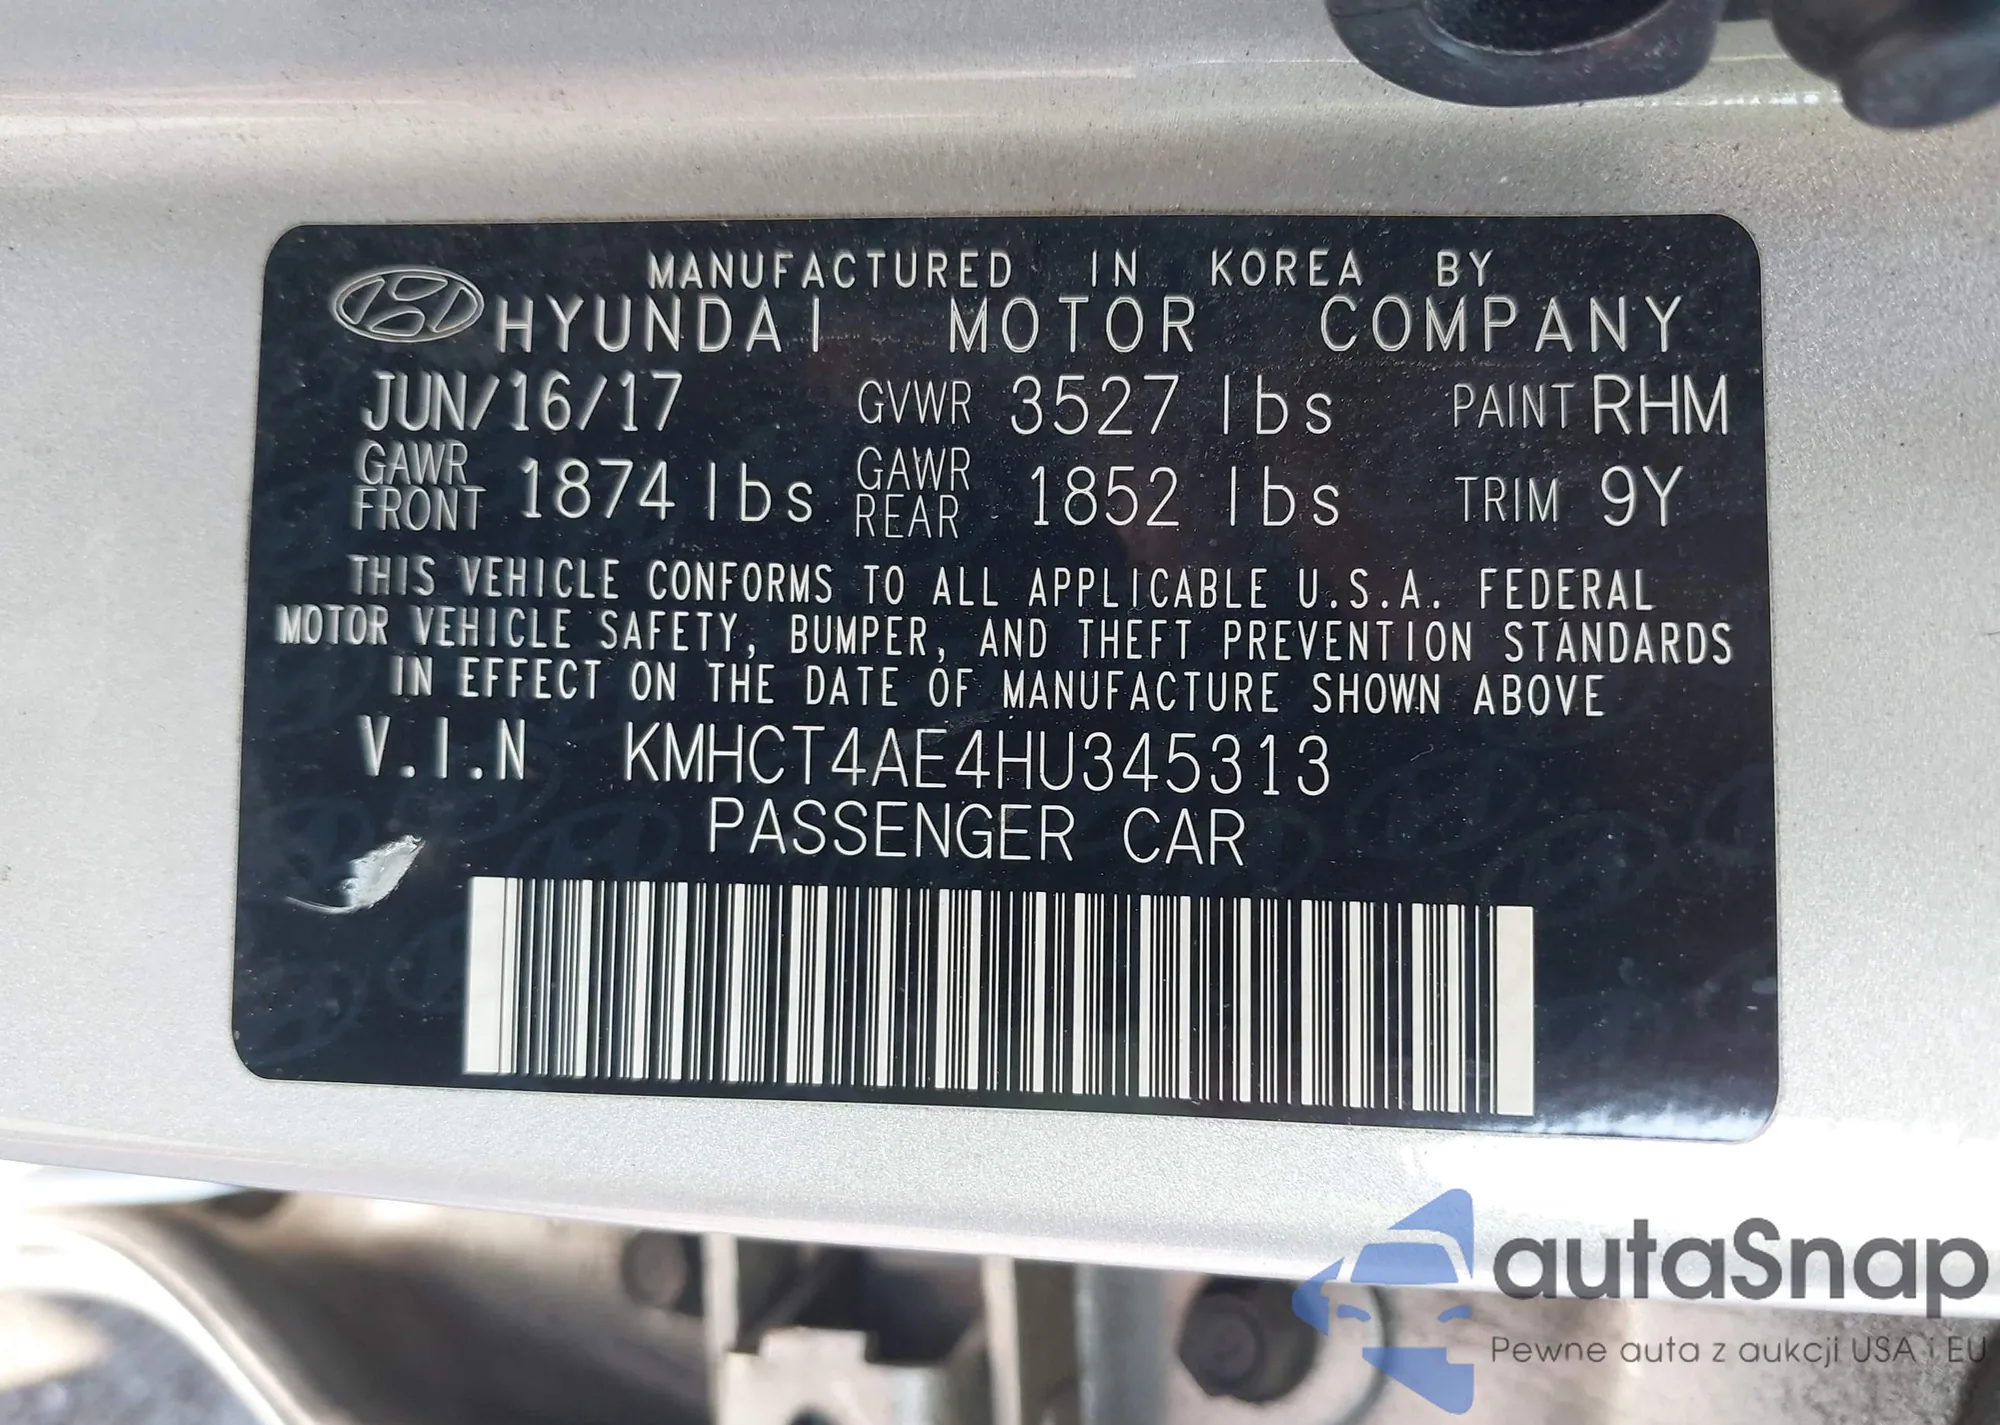 MANUFACTURED IN KOREA BY
HYUNDAI MOTOR COMPANY
JUN/16/17 GVWR 3527 lbs PAINT RHM
GAWR FRONT 1874 lbs GAWR REAR 1852 lbs TRIM 9Y
THIS VEHICLE CONFORMS TO ALL APPLICABLE U.S.A. FEDERAL
MOTOR VEHICLE SAFETY, BUMPER, AND THEFT PREVENTION STANDARDS
IN EFFECT ON THE DATE OF MANUFACTURE SHOWN ABOVE
V.I.N KMHCT4AE4HU345313
PASSENGER CAR
autaSnap
Pewne auta z aukcji USA i EU